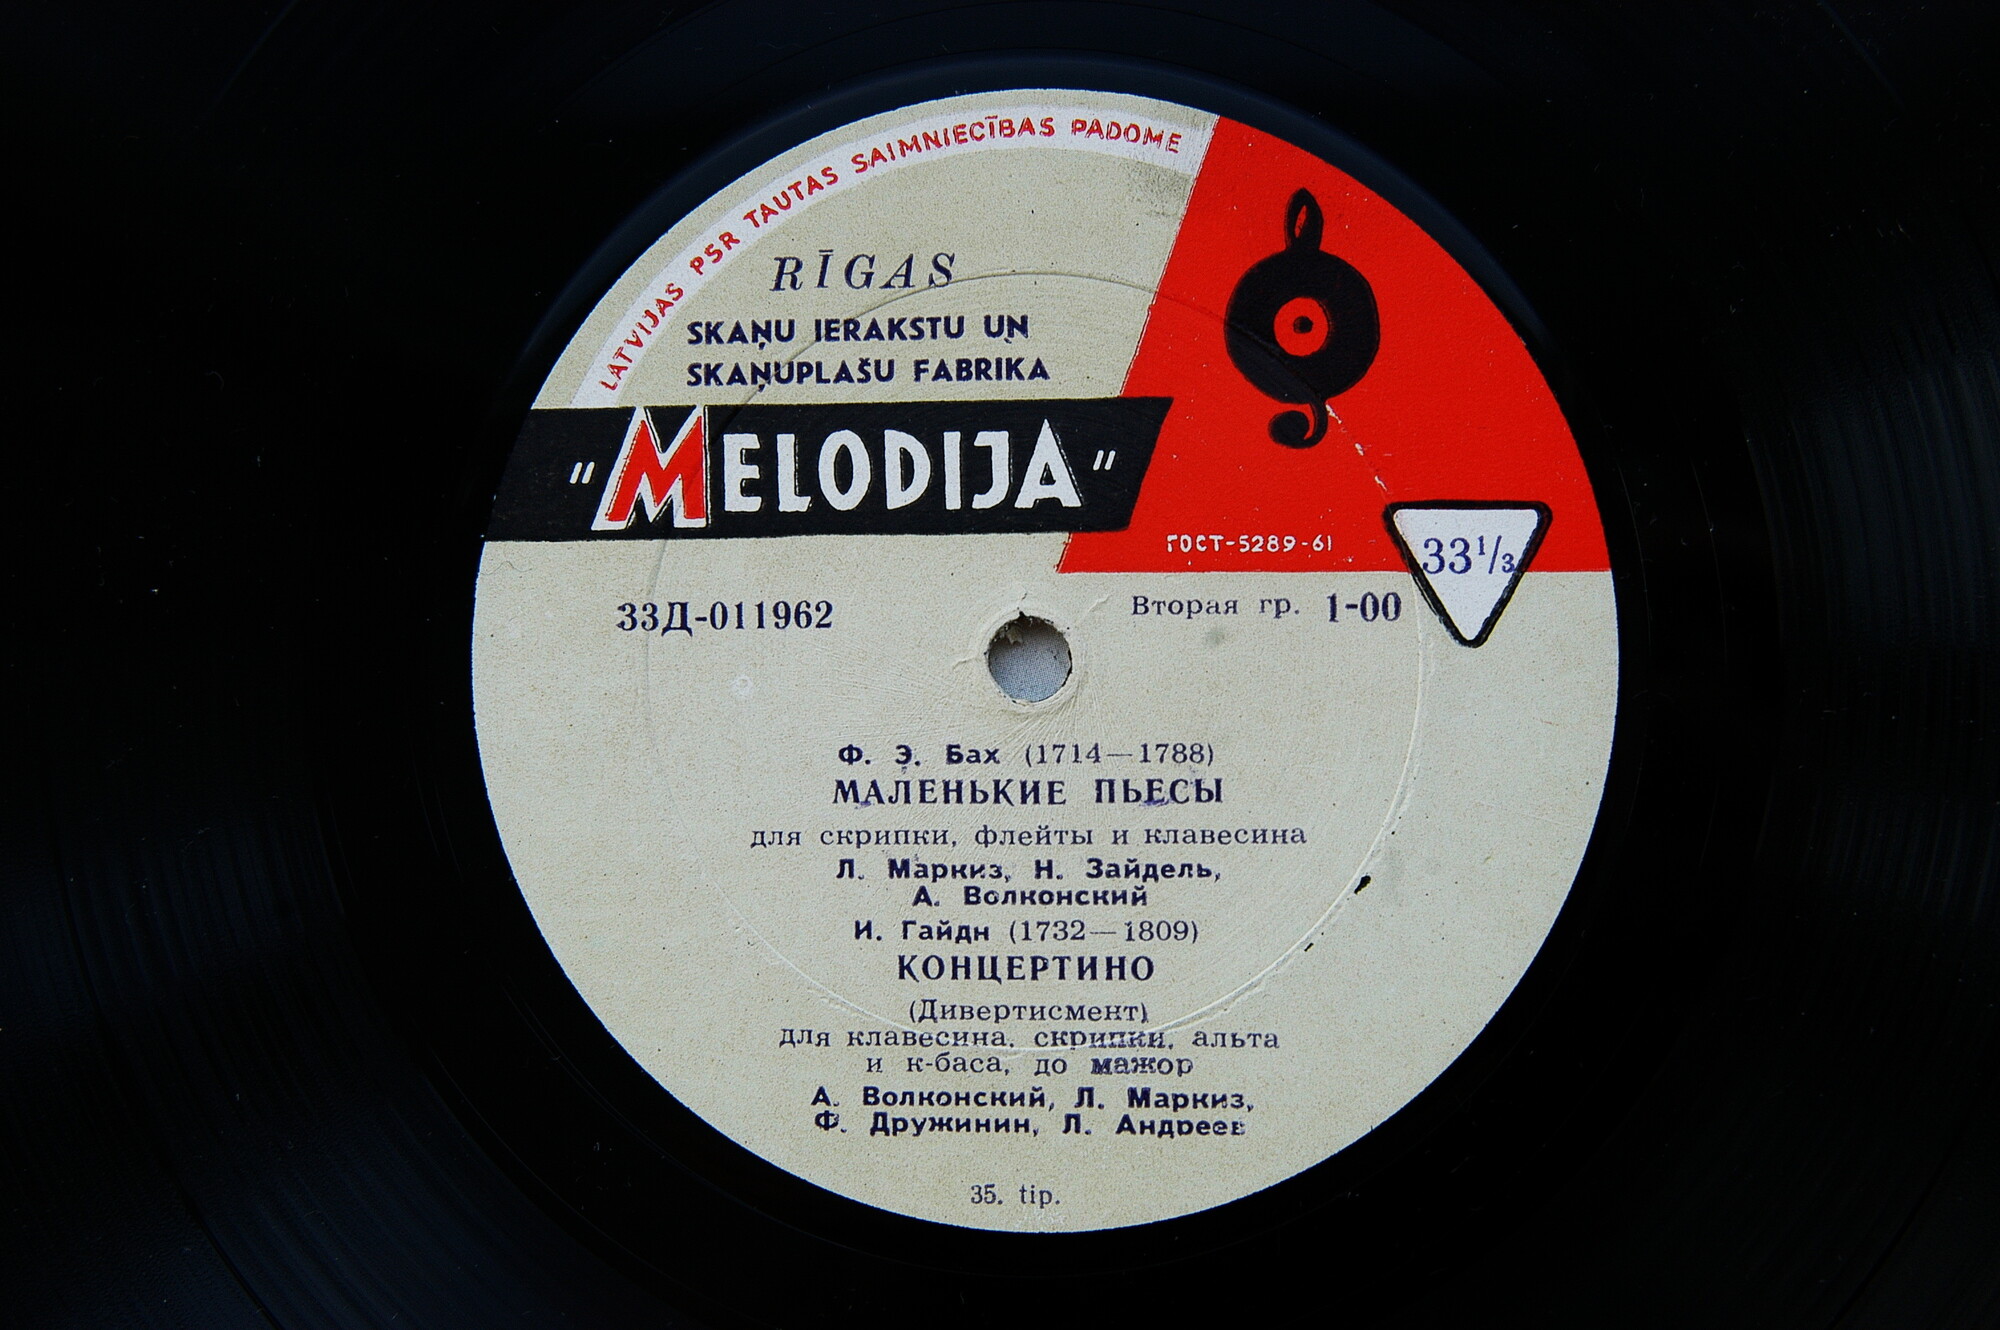 LATVIJAS PSR TAUTAS SAIMNIECĪBAS PADOME
RĪGAS
SKAŅU IERAKSTU UN
SKAŅUPLAŠU FABRIKA
"MELODIJA"
ГОСТ-5289-61
33 1/3
33Д-011962
Вторая гр. 1-00
Ф. Э. Бах (1714—1788)
МАЛЕНЬКИЕ ПЬЕСЫ
для скрипки, флейты и клавесина
Л. Маркиз, Н. Зайдель,
А. Волконский
И. Гайдн (1732—1809)
КОНЦЕРТИНО
(Дивертисмент)
для клавесина, скрипки, альта
и к-баса, до мажор
А. Волконский, Л. Маркиз,
Ф. Дружинин, Л. Андреев
35. tip.